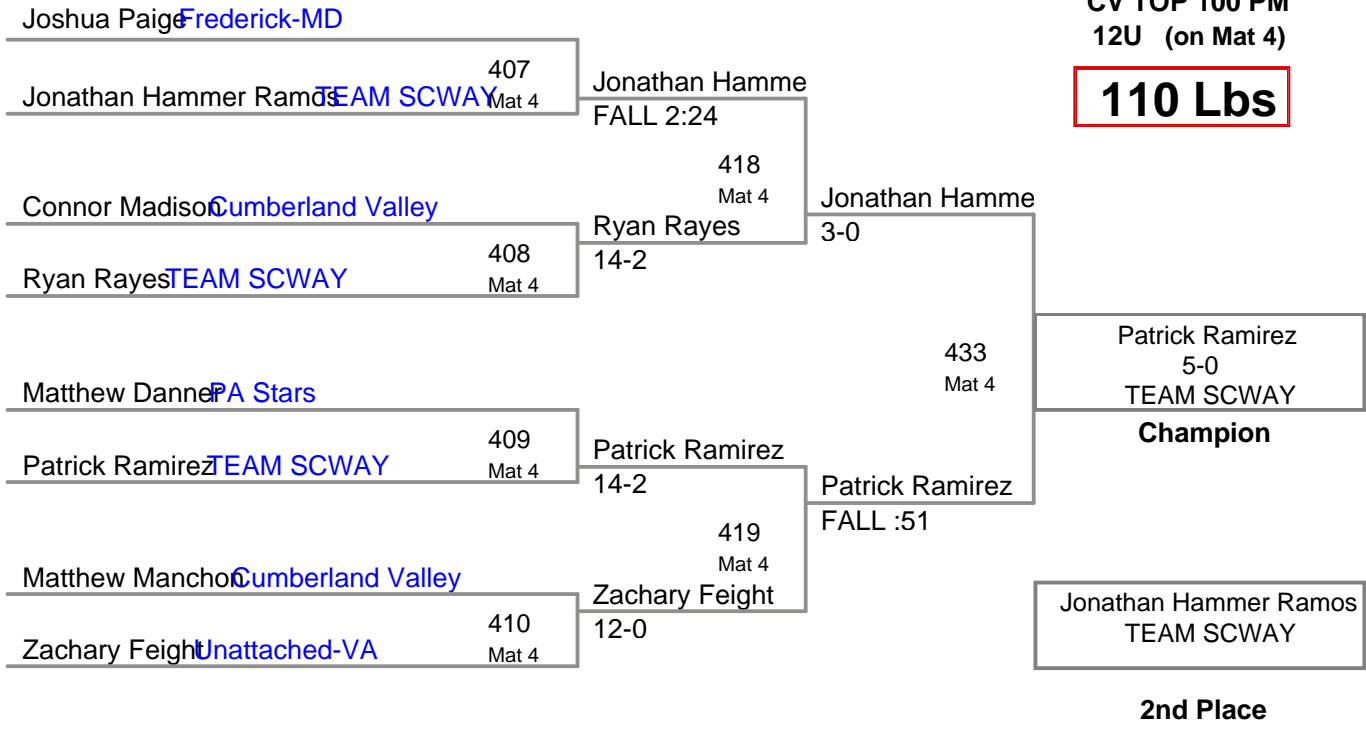 CV TOP 100 PM
12U (on Mat 4)
110 Lbs
Joshua Paige Frederick-MD
407
Mat 4
Jonathan Hammer Ramos TEAM SCWAY
Jonathan Hamme
FALL 2:24
418
Mat 4
Connor Madison Cumberland Valley
408
Mat 4
Ryan Rayes TEAM SCWAY
Ryan Rayes
14-2
Jonathan Hamme
3-0
433
Mat 4
Matthew Danner PA Stars
409
Mat 4
Patrick Ramirez TEAM SCWAY
Patrick Ramirez
14-2
419
Mat 4
Matthew Manchon Cumberland Valley
410
Mat 4
Zachary Feight Unattached-VA
Zachary Feight
12-0
Patrick Ramirez
FALL :51
Patrick Ramirez
5-0
TEAM SCWAY
Champion
Jonathan Hammer Ramos
TEAM SCWAY
2nd Place